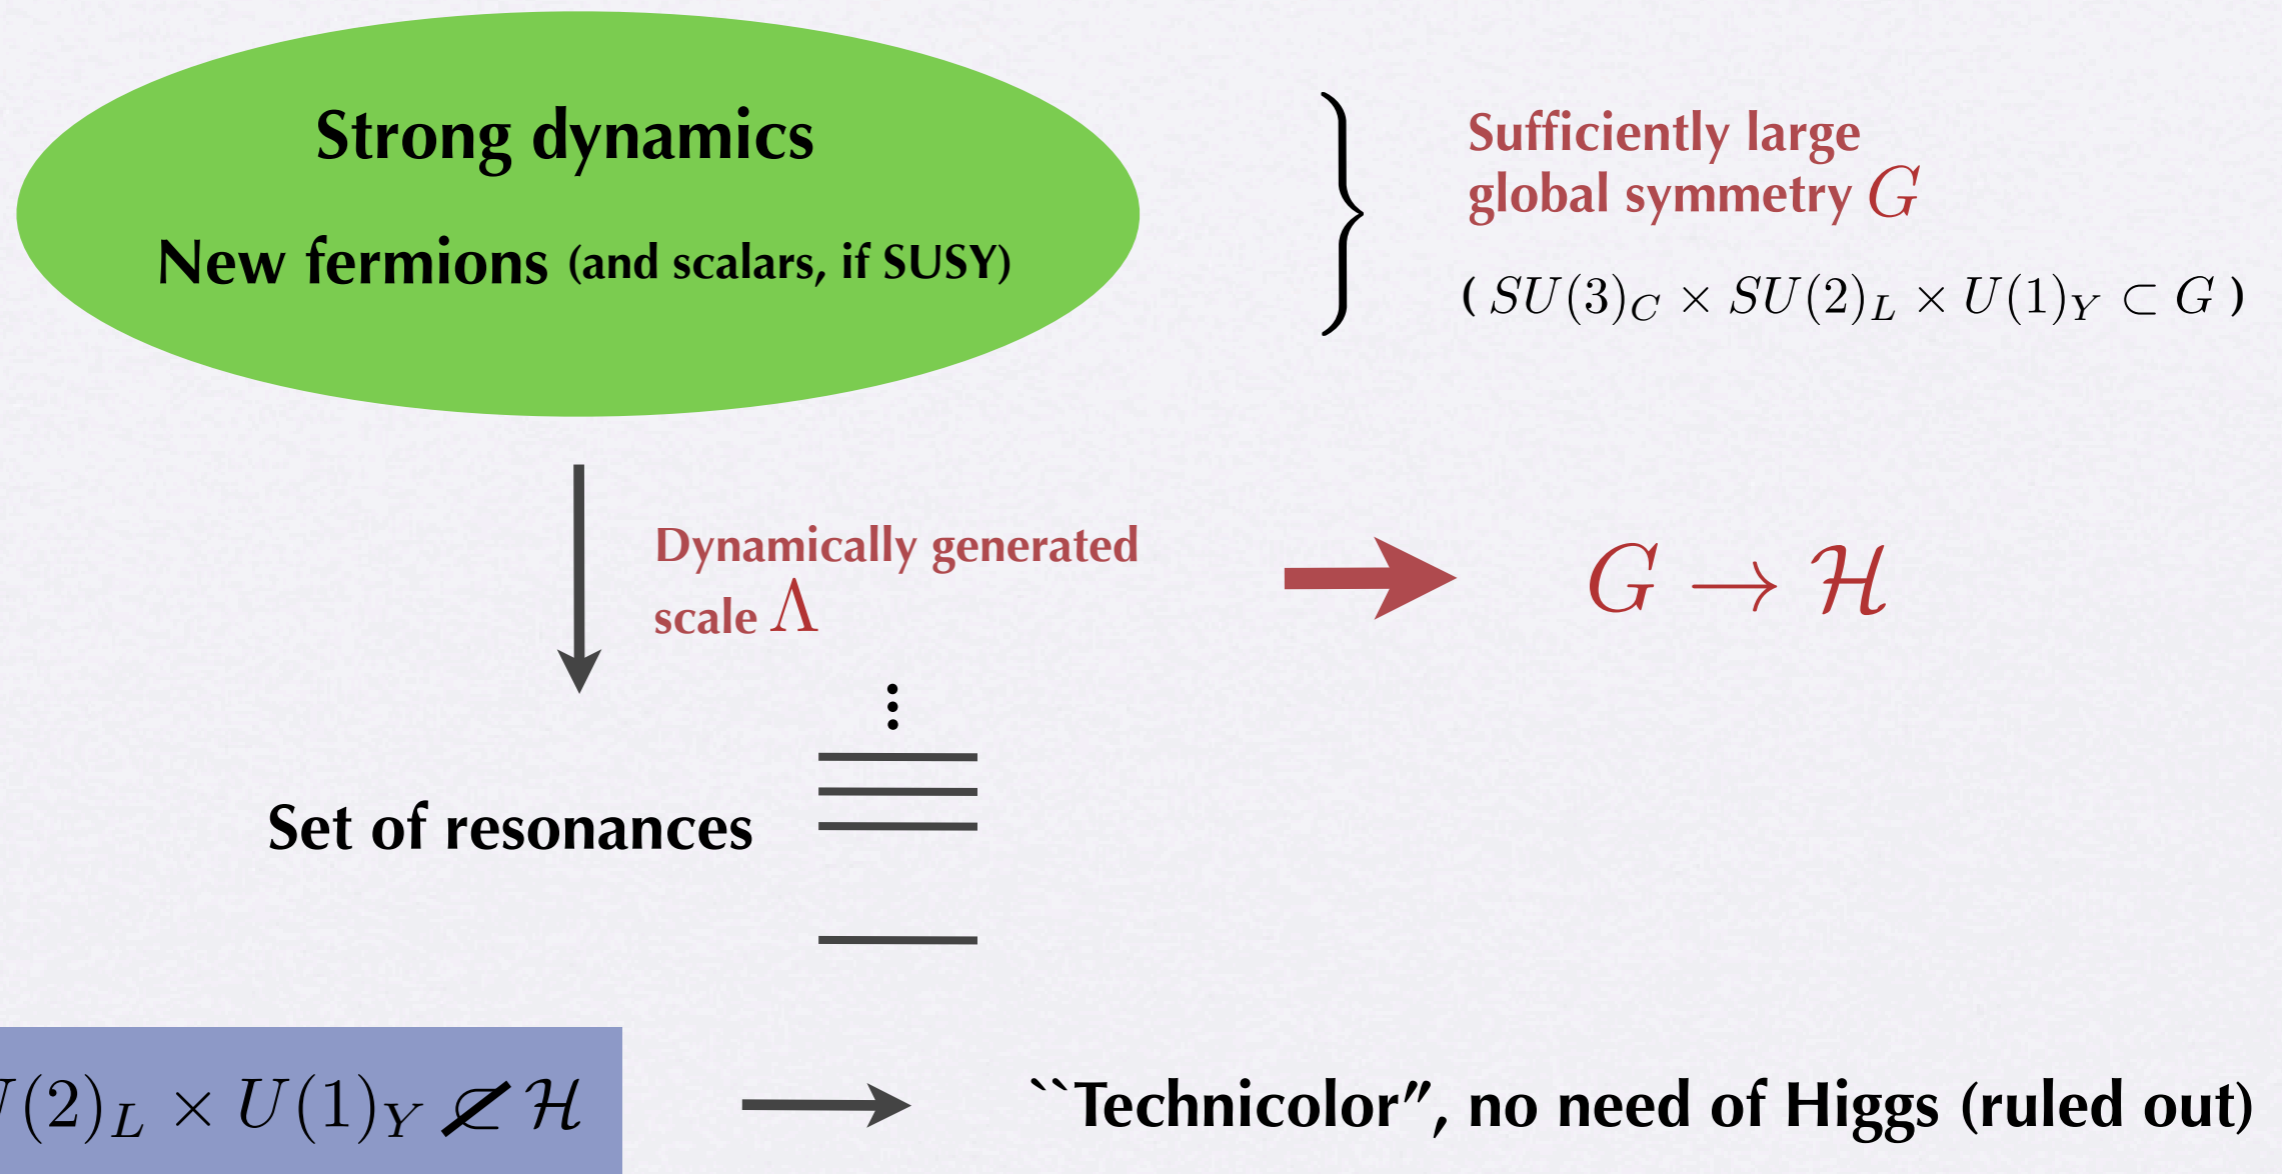 Strong dynamics
New fermions (and scalars, if SUSY)
Sufficiently large
global symmetry G
( SU(3)_C × SU(2)_L × U(1)_Y ⊂ G )
Dynamically generated
scale Λ
G → ℋ
⋮
Set of resonances
U(2)_L × U(1)_Y ⊄ ℋ
``Technicolor″, no need of Higgs (ruled out)